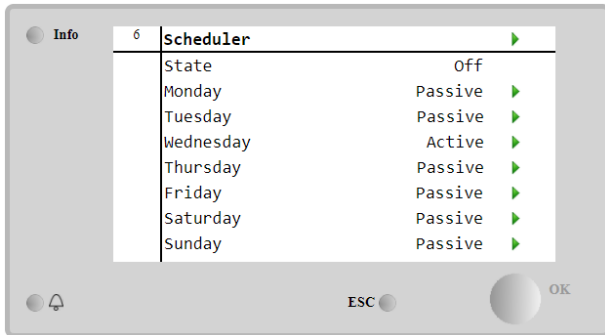 Info
6 Scheduler
State Off
Monday Passive
Tuesday Passive
Wednesday Active
Thursday Passive
Friday Passive
Saturday Passive
Sunday Passive
ESC OK